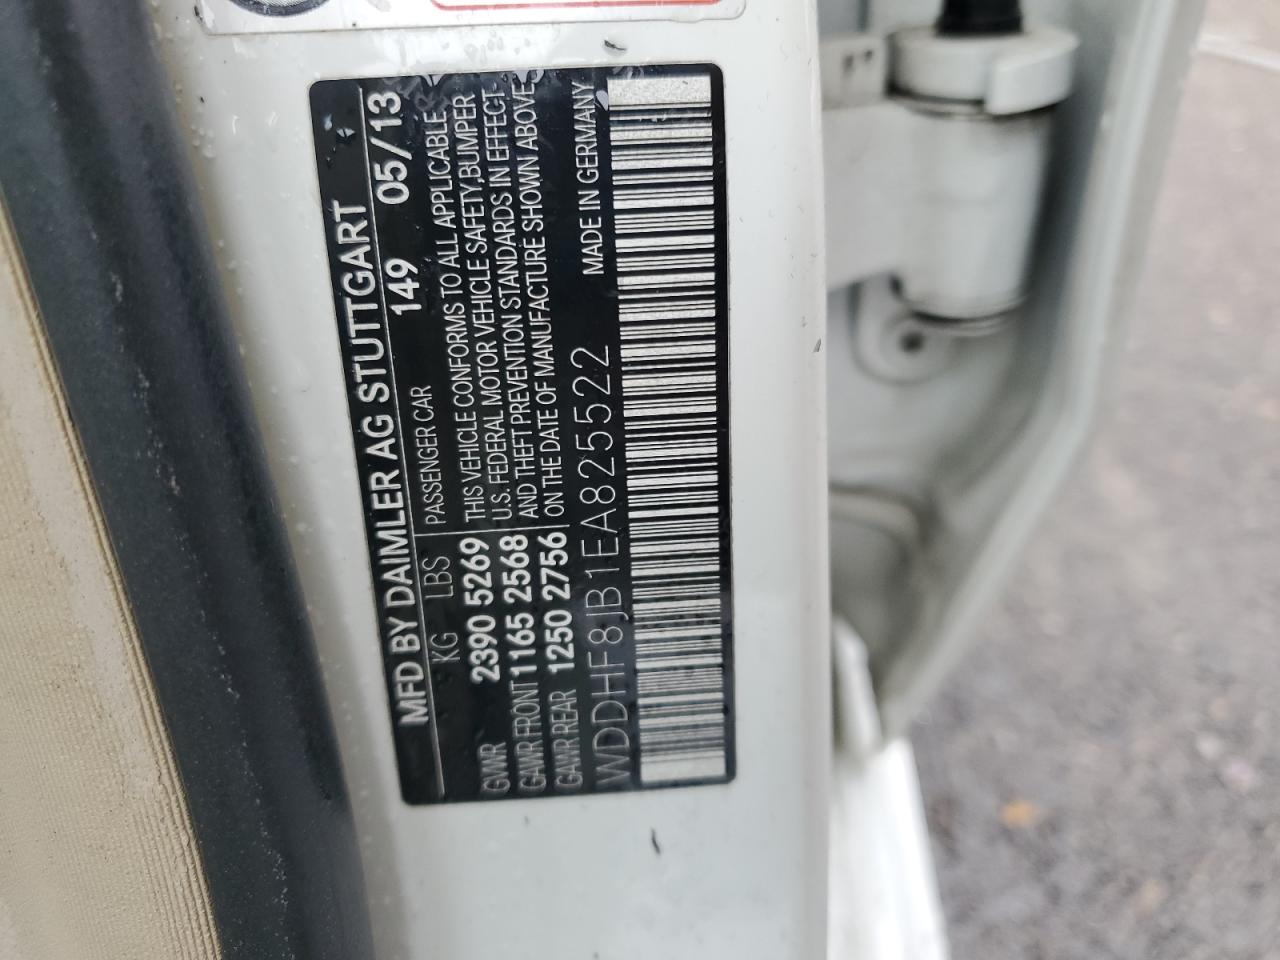 MFD BY DAIMLER AG STUTTGART
KG LBS 149 05/13
PASSENGER CAR
GVWR 2390 5269 THIS VEHICLE CONFORMS TO ALL APPLICABLE
GAWR FRONT 1165 2568 U.S. FEDERAL MOTOR VEHICLE SAFETY,BUMPER
GAWR REAR 1250 2756 AND THEFT PREVENTION STANDARDS IN EFFECT
ON THE DATE OF MANUFACTURE SHOWN ABOVE
MADE IN GERMANY
WDDHF8JB1EA825522